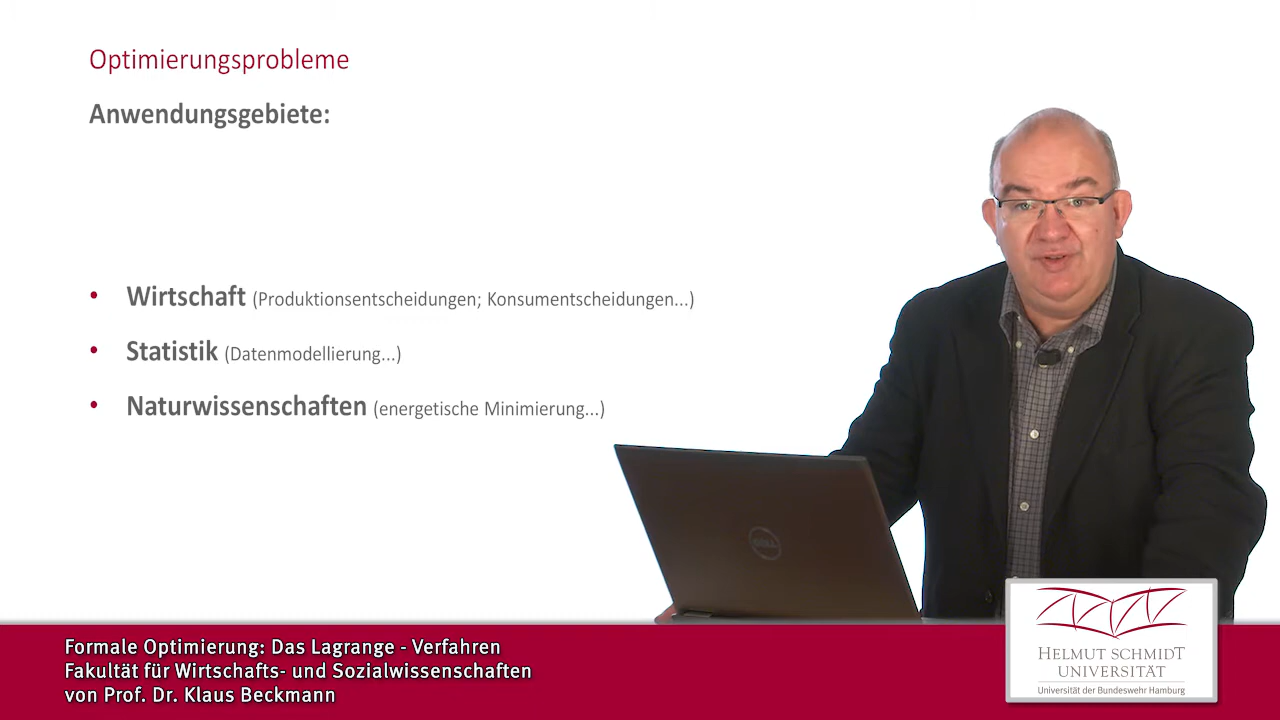 Optimierungsprobleme
Anwendungsgebiete:
• Wirtschaft (Produktionsentscheidungen; Konsumentscheidungen...)
• Statistik (Datenmodellierung...)
• Naturwissenschaften (energetische Minimierung...)
DELL
Formale Optimierung: Das Lagrange - Verfahren
Fakultät für Wirtschafts- und Sozialwissenschaften
von Prof. Dr. Klaus Beckmann
HELMUT SCHMIDT
UNIVERSITÄT
Universität der Bundeswehr Hamburg